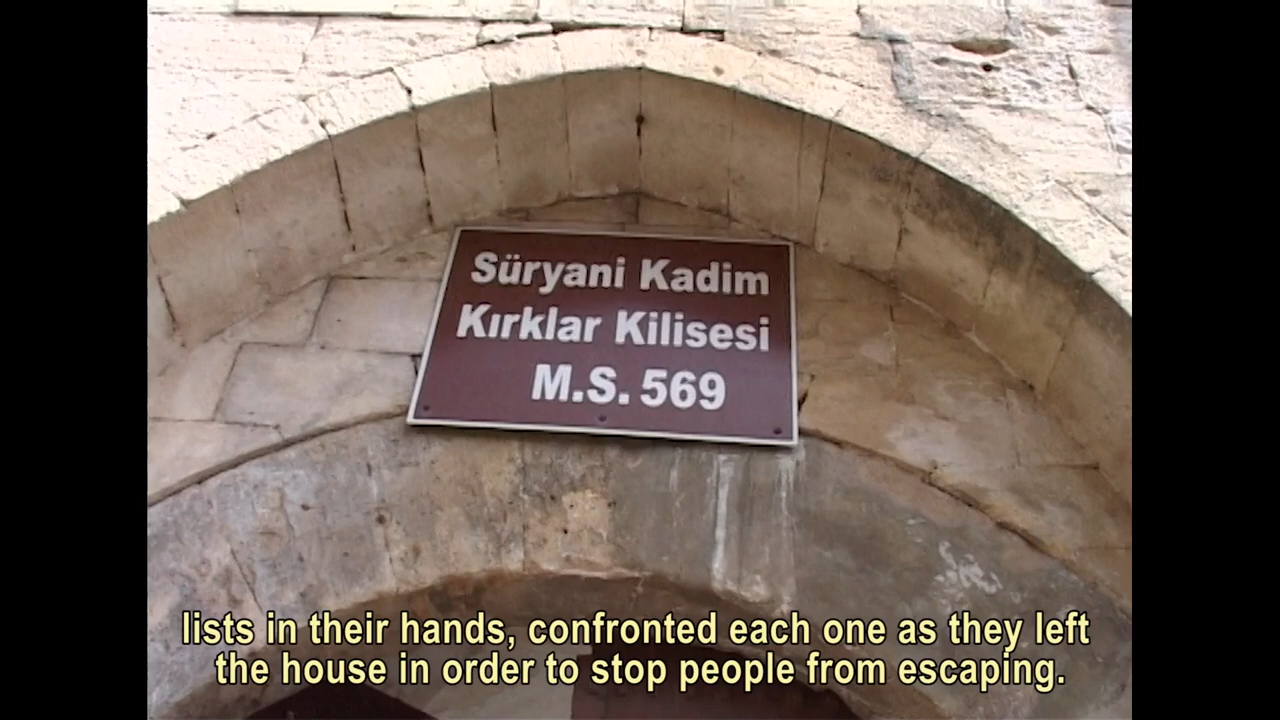 Süryani Kadim
Kırklar Kilisesi
M.S. 569
lists in their hands, confronted each one as they left
the house in order to stop people from escaping.